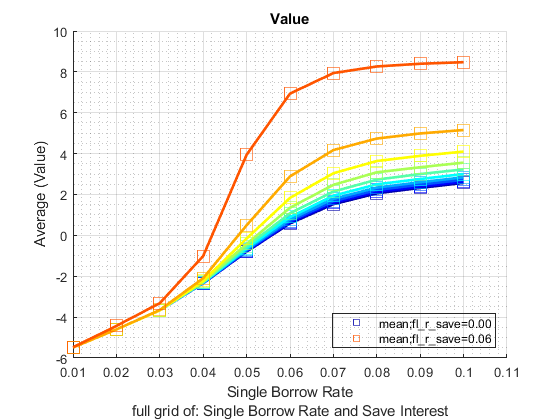 Value
10
8
6
4
2
0
-2
-4
-6
Average (Value)
0.01 0.02 0.03 0.04 0.05 0.06 0.07 0.08 0.09 0.1 0.11
mean;fl_r_save=0.00
mean;fl_r_save=0.06
Single Borrow Rate
full grid of: Single Borrow Rate and Save Interest